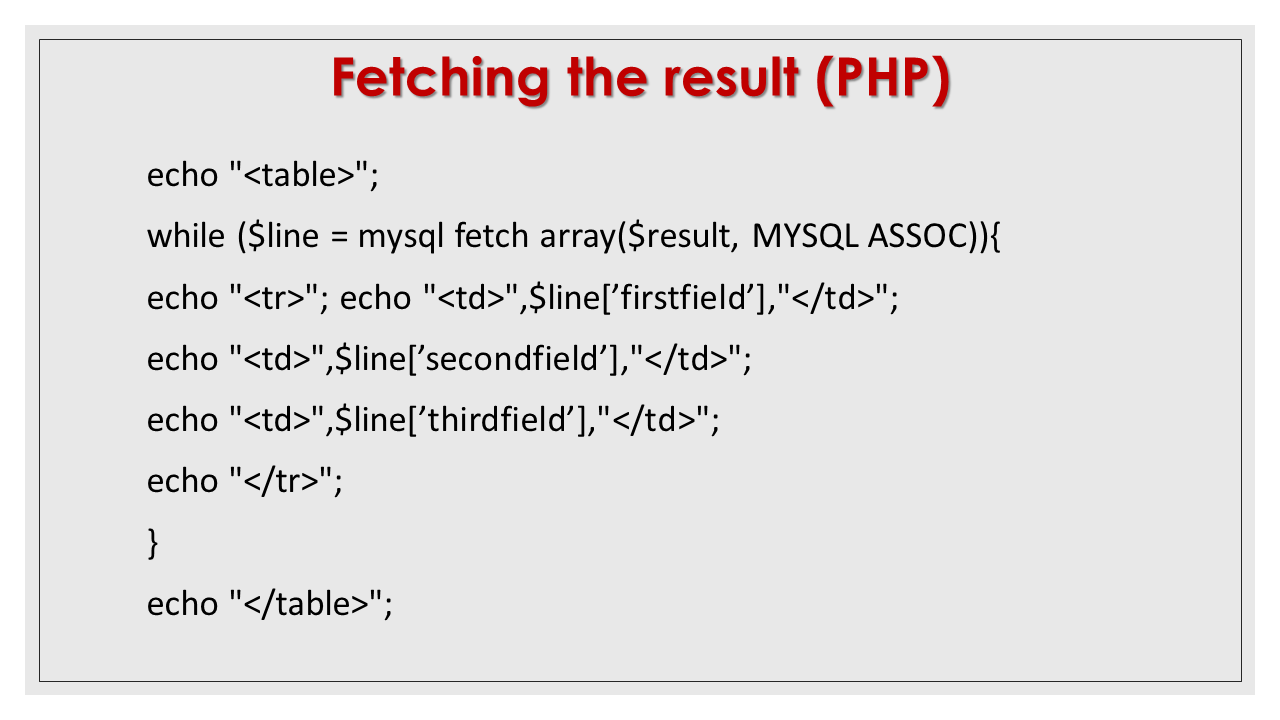 Fetching the result (PHP)
echo "<table>";
while ($line = mysql fetch array($result, MYSQL ASSOC)){
echo "<tr>"; echo "<td>",$line[’firstfield’],"</td>";
echo "<td>",$line[’secondfield’],"</td>";
echo "<td>",$line[’thirdfield’],"</td>";
echo "</tr>";
}
echo "</table>";